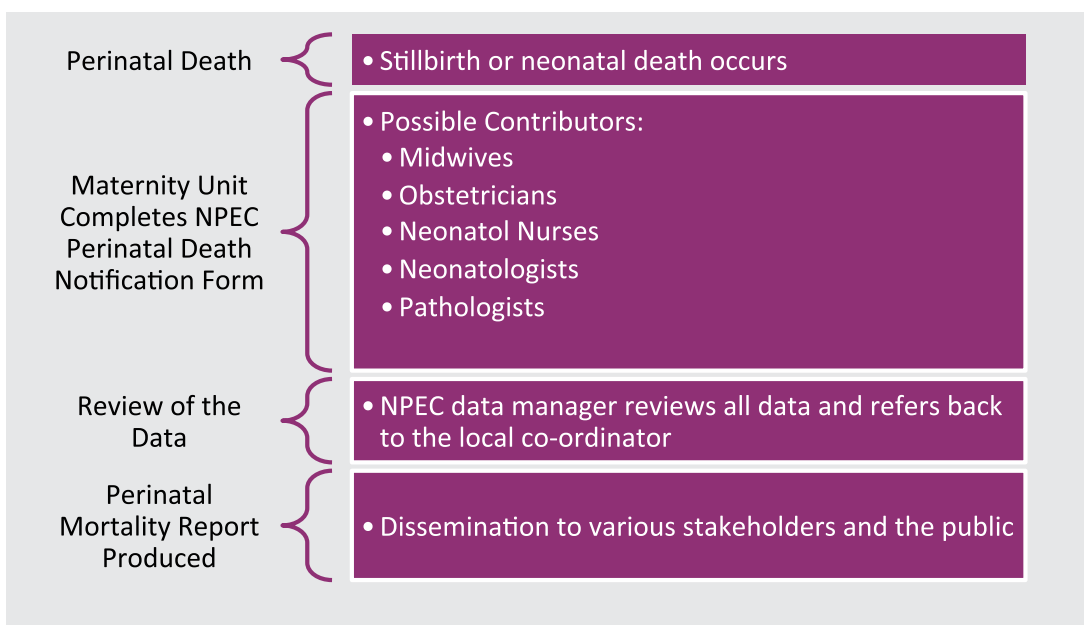 Perinatal Death
• Stillbirth or neonatal death occurs
Maternity Unit
Completes NPEC
Perinatal Death
Notification Form
• Possible Contributors:
• Midwives
• Obstetricians
• Neonatol Nurses
• Neonatologists
• Pathologists
Review of the
Data
• NPEC data manager reviews all data and refers back
to the local co-ordinator
Perinatal
Mortality Report
Produced
• Dissemination to various stakeholders and the public